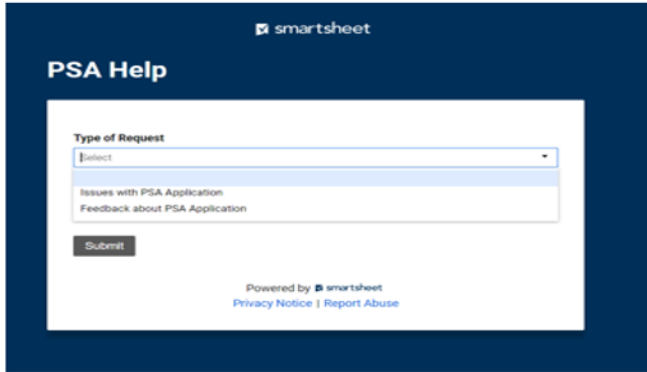 smartsheet
PSA Help
Type of Request
Select
Issues with PSA Application
Feedback about PSA Application
Submit
Powered by smartsheet
Privacy Notice | Report Abuse